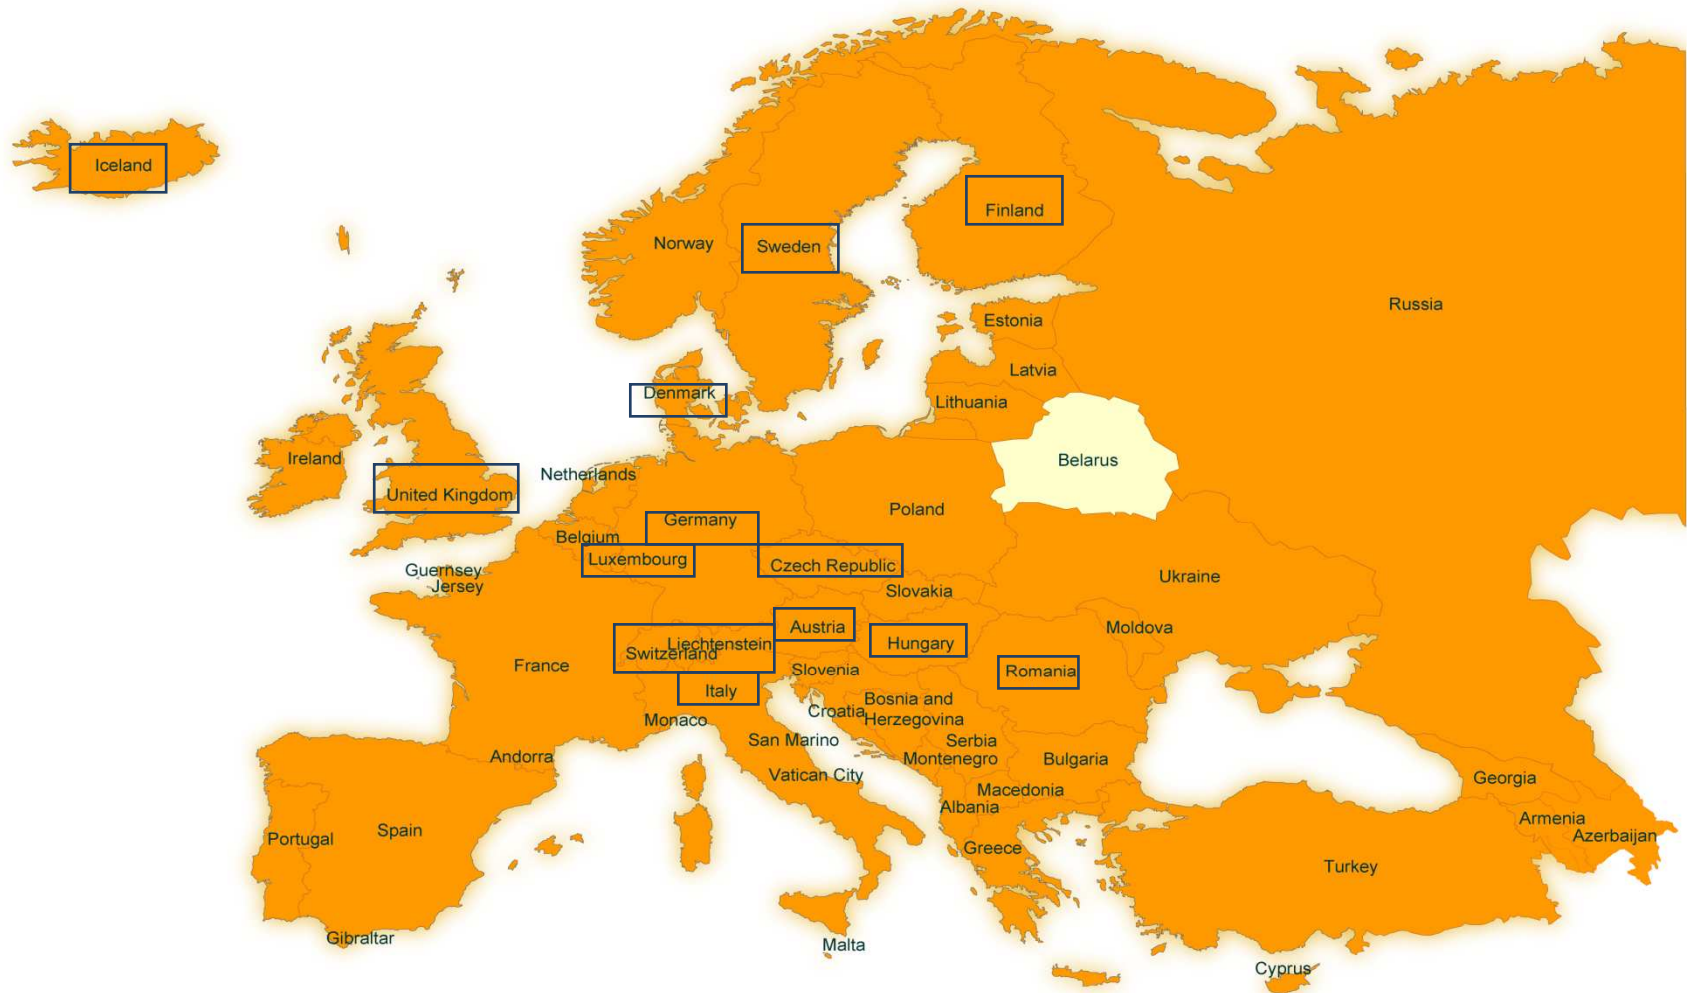 Iceland
Finland
Norway
Sweden
Russia
Estonia
Latvia
Denmark
Lithuania
Ireland
Belarus
Netherlands
United Kingdom
Poland
Germany
Belgium
Luxembourg
Czech Republic
Guernsey
Jersey
Ukraine
Slovakia
Austria
Moldova
Liechtenstein
Hungary
Switzerland
France
Slovenia
Romania
Italy
Bosnia and
Herzegovina
Croatia
Monaco
San Marino
Serbia
Montenegro
Andorra
Bulgaria
Vatican City
Georgia
Macedonia
Albania
Armenia
Azerbaijan
Spain
Portugal
Greece
Turkey
Gibraltar
Malta
Cyprus